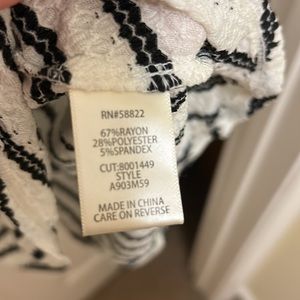 RN#58822
67%RAYON
28%POLYESTER
5%SPANDEX
CUT:8001449
STYLE
A903M59
MADE IN CHINA
CARE ON REVERSE